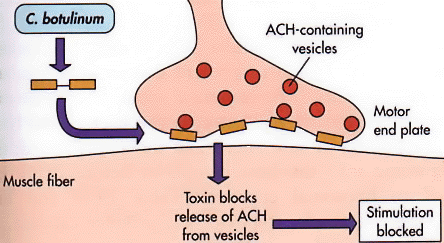 C. botulinum
ACH-containing
vesicles
Motor
end plate
Muscle fiber
Toxin blocks
release of ACH
from vesicles
Stimulation
blocked